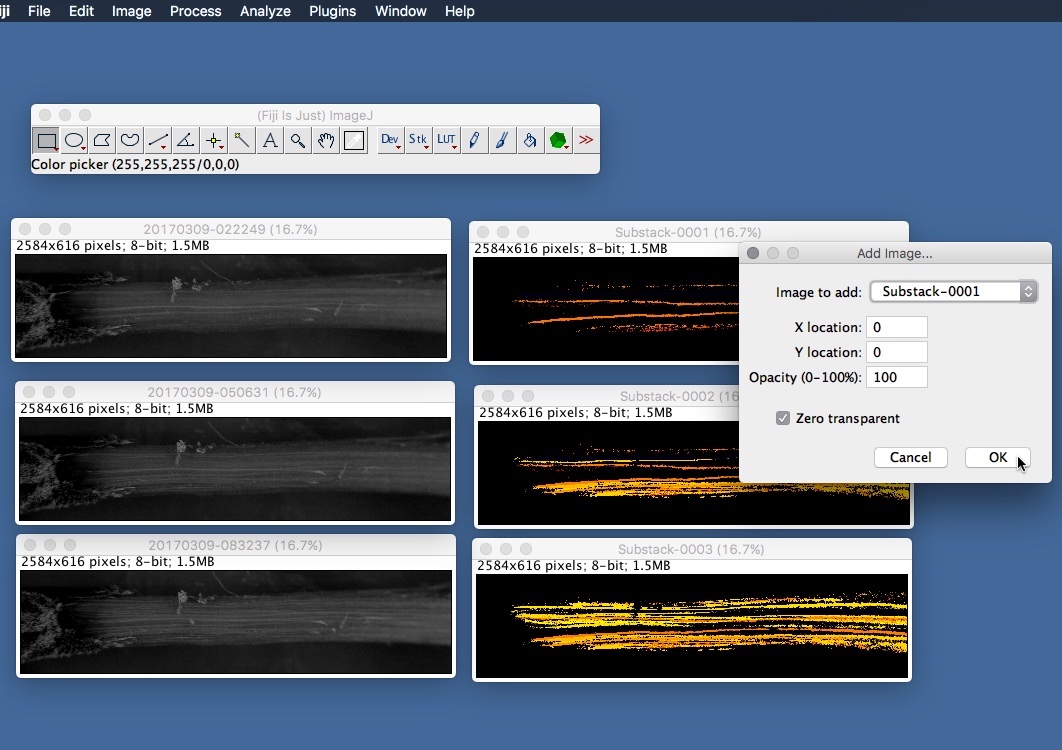 iji File Edit Image Process Analyze Plugins Window Help
(Fiji Is Just) ImageJ
A Dev Stk LUT >>
Color picker (255,255,255/0,0,0)
20170309-022249 (16.7%)
2584x616 pixels; 8-bit; 1.5MB
Substack-0001 (16.7%)
2584x616 pixels; 8-bit; 1.5MB
Add Image...
Image to add: Substack-0001
X location: 0
Y location: 0
Opacity (0-100%): 100
Zero transparent
Cancel OK
20170309-050631 (16.7%)
2584x616 pixels; 8-bit; 1.5MB
Substack-0002 (16
2584x616 pixels; 8-bit; 1.5MB
20170309-083237 (16.7%)
2584x616 pixels; 8-bit; 1.5MB
Substack-0003 (16.7%)
2584x616 pixels; 8-bit; 1.5MB